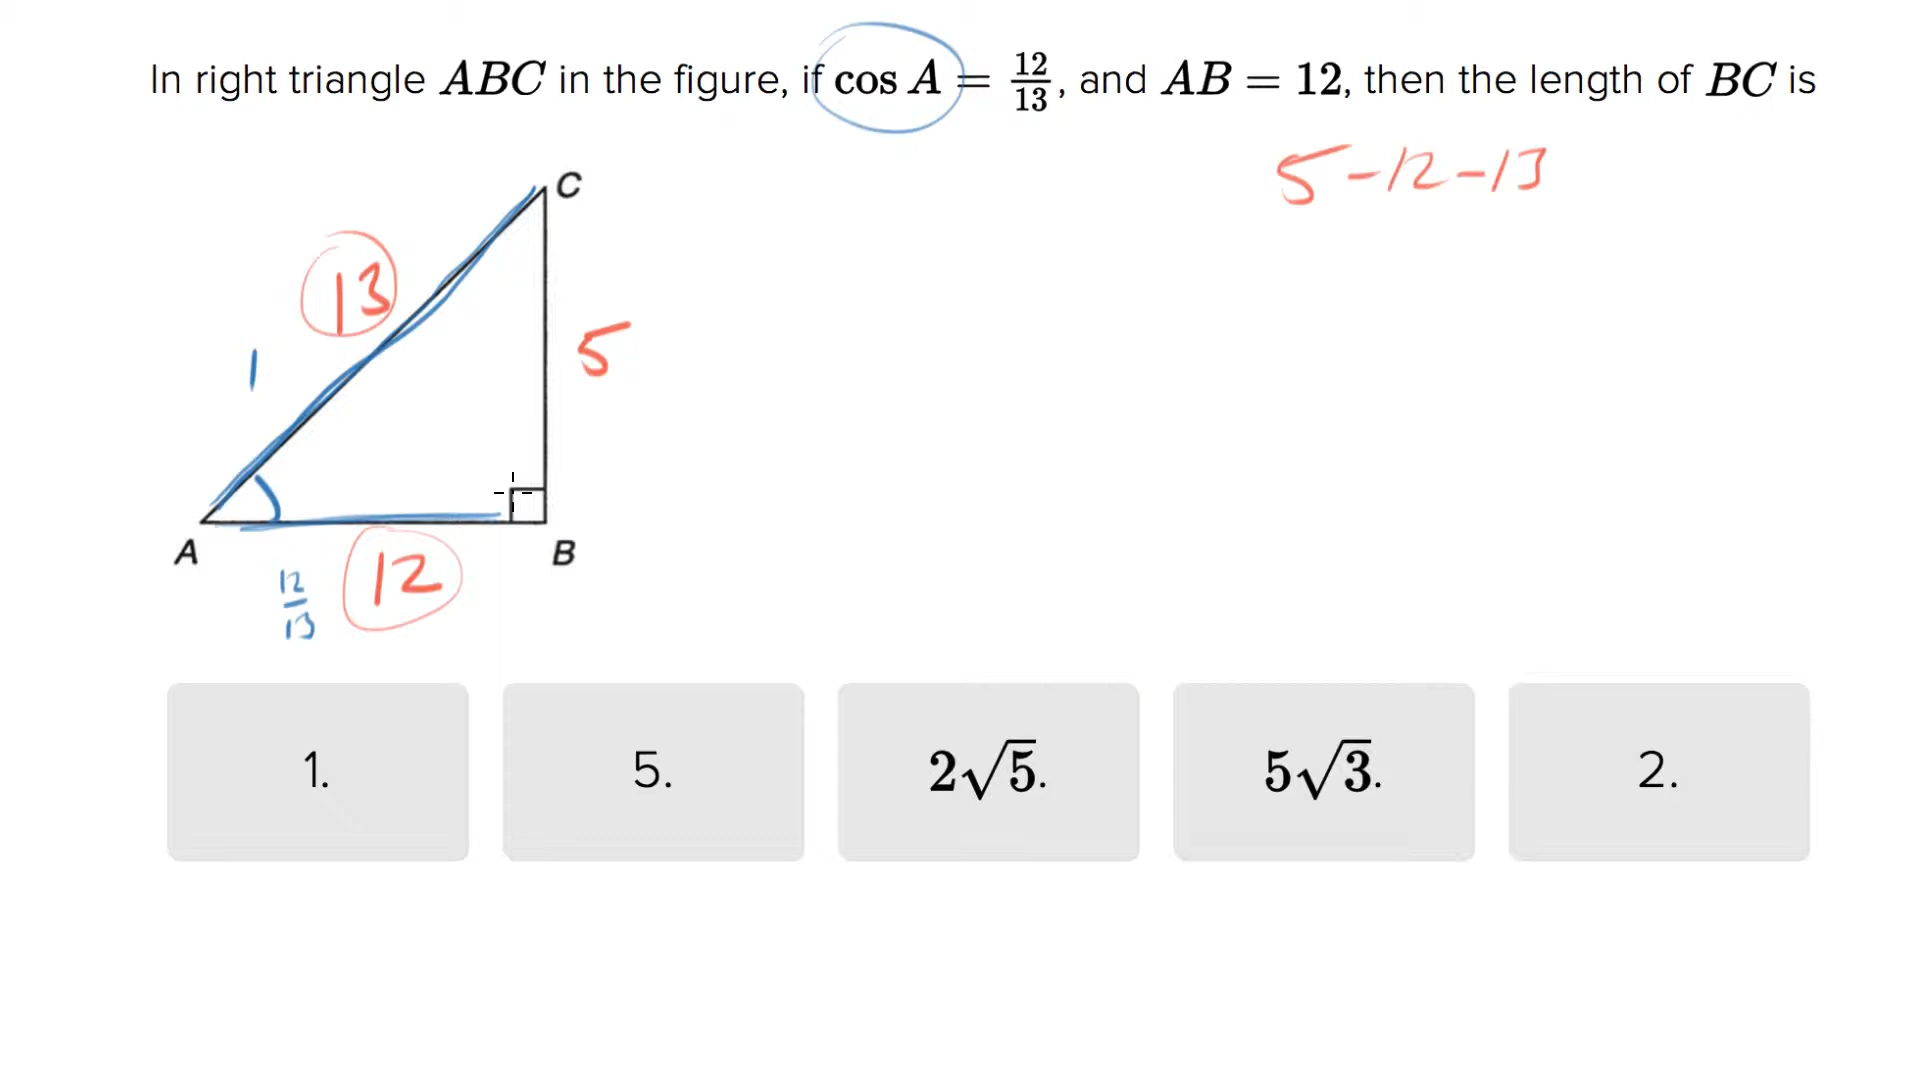 In right triangle ABC in the figure, if cos A = 12/13, and AB = 12, then the length of BC is
5-12-13
C
13
5
1
A
B
12/13
12
1.
5.
2√5.
5√3.
2.